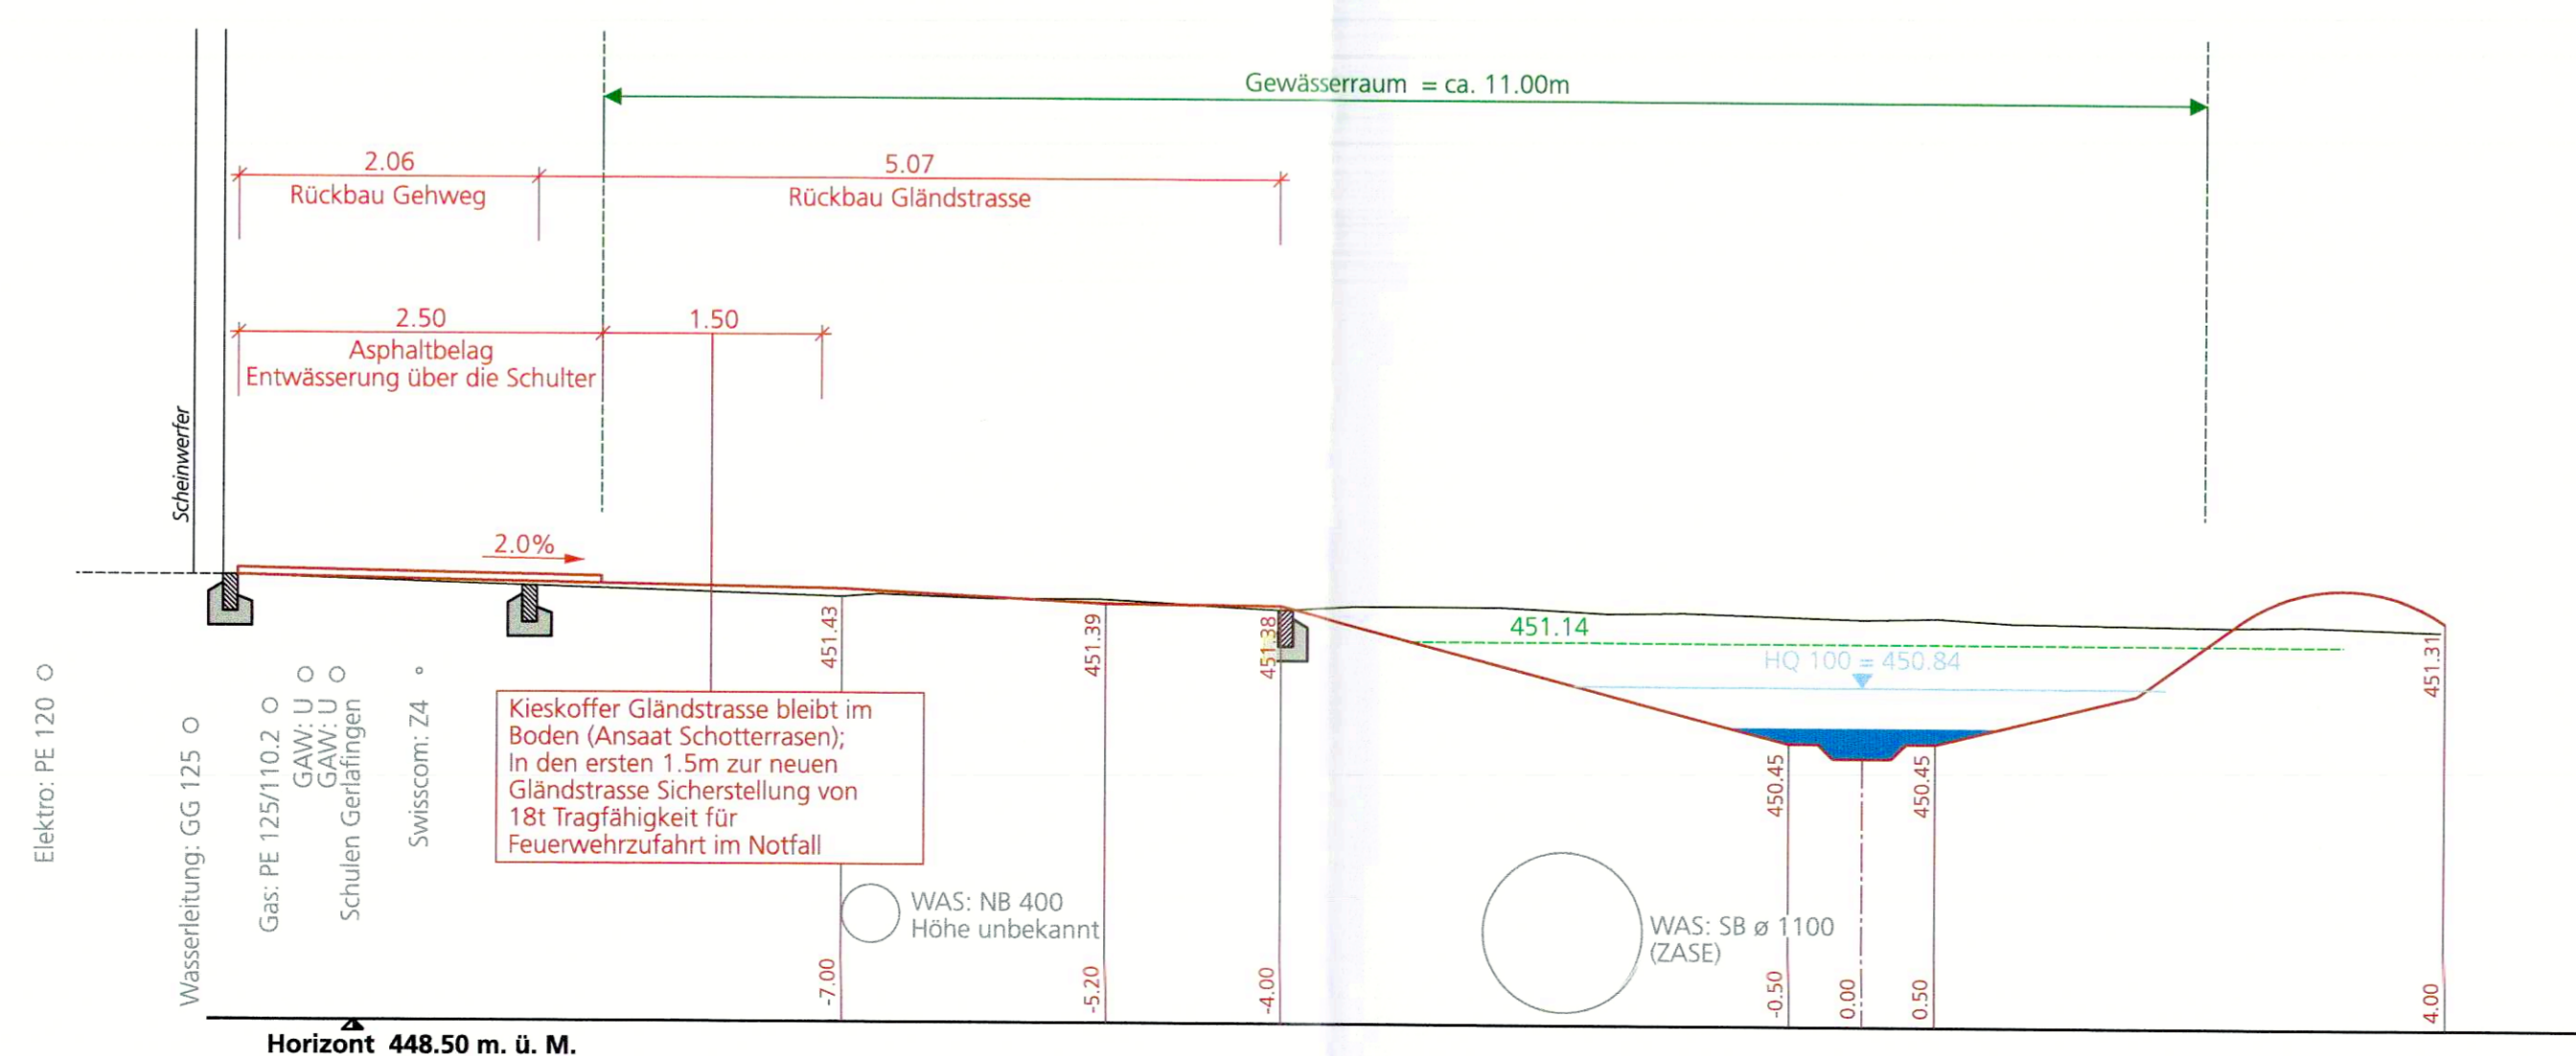 Gewässerraum = ca. 11.00m
2.06
5.07
Rückbau Gehweg
Rückbau Gländstrasse
2.50
1.50
Asphaltbelag
Entwässerung über die Schulter
Scheinwerfer
2.0%
451.43
451.39
451.38
451.14
HQ 100 = 450.84
451.31
450.45
450.45
Elektro: PE 120
Wasserleitung: GG 125
Gas: PE 125/110.2
GAW: U
GAW: U
Schulen Gerlafingen
Swisscom: Z4
Kieskoffer Gländstrasse bleibt im
Boden (Ansaat Schotterrasen);
In den ersten 1.5m zur neuen
Gländstrasse Sicherstellung von
18t Tragfähigkeit für
Feuerwehrzufahrt im Notfall
WAS: NB 400
Höhe unbekannt
WAS: SB ø 1100
(ZASE)
-7.00
-5.20
-4.00
-0.50
0.00
0.50
4.00
Horizont 448.50 m. ü. M.